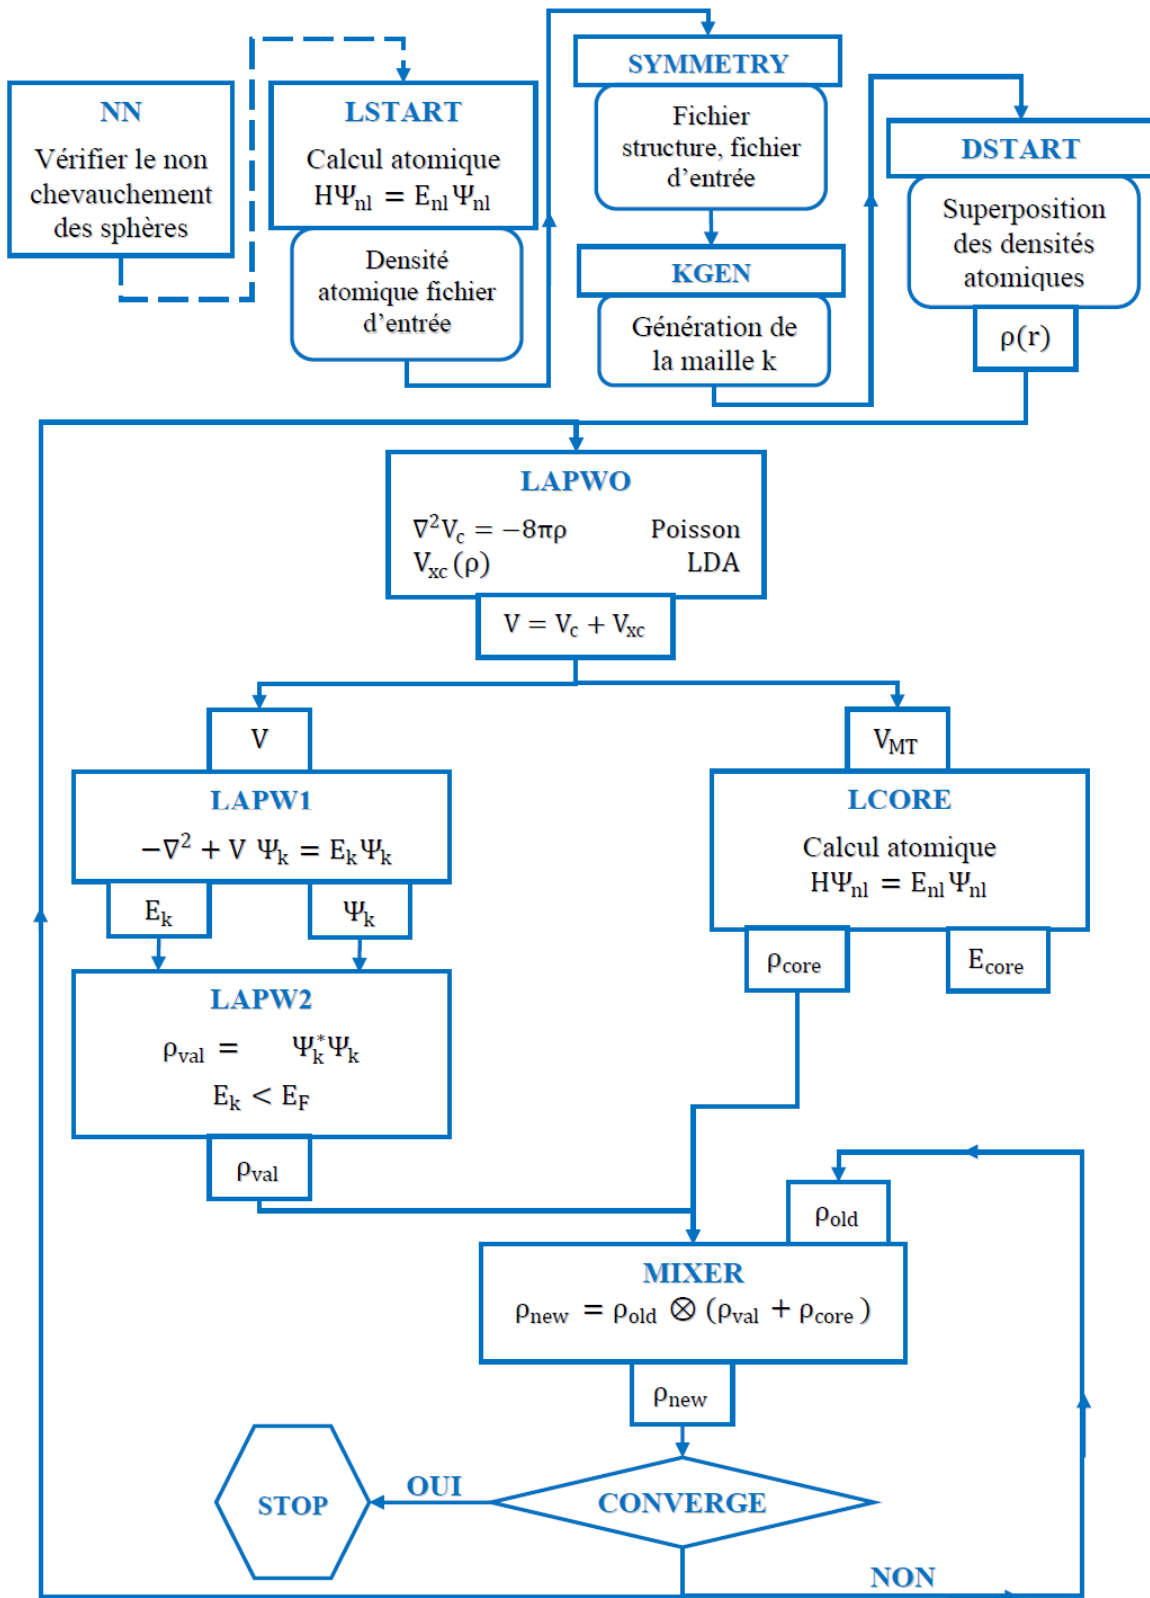 NN
Vérifier le non
chevauchement
des sphères
LSTART
Calcul atomique
HΨnl = EnlΨnl
Densité
atomique fichier
d’entrée
SYMMETRY
Fichier
structure, fichier
d’entrée
KGEN
Génération de
la maille k
DSTART
Superposition
des densités
atomiques
ρ(r)
LAPWO
∇²Vc = −8πρ Poisson
Vxc(ρ) LDA
V = Vc + Vxc
V
LAPW1
−∇² + V Ψk = EkΨk
Ek
Ψk
LAPW2
ρval = Ψk*Ψk
Ek < EF
ρval
VMT
LCORE
Calcul atomique
HΨnl = EnlΨnl
ρcore
Ecore
ρold
MIXER
ρnew = ρold ⊗ (ρval + ρcore )
ρnew
CONVERGE
OUI
STOP
NON